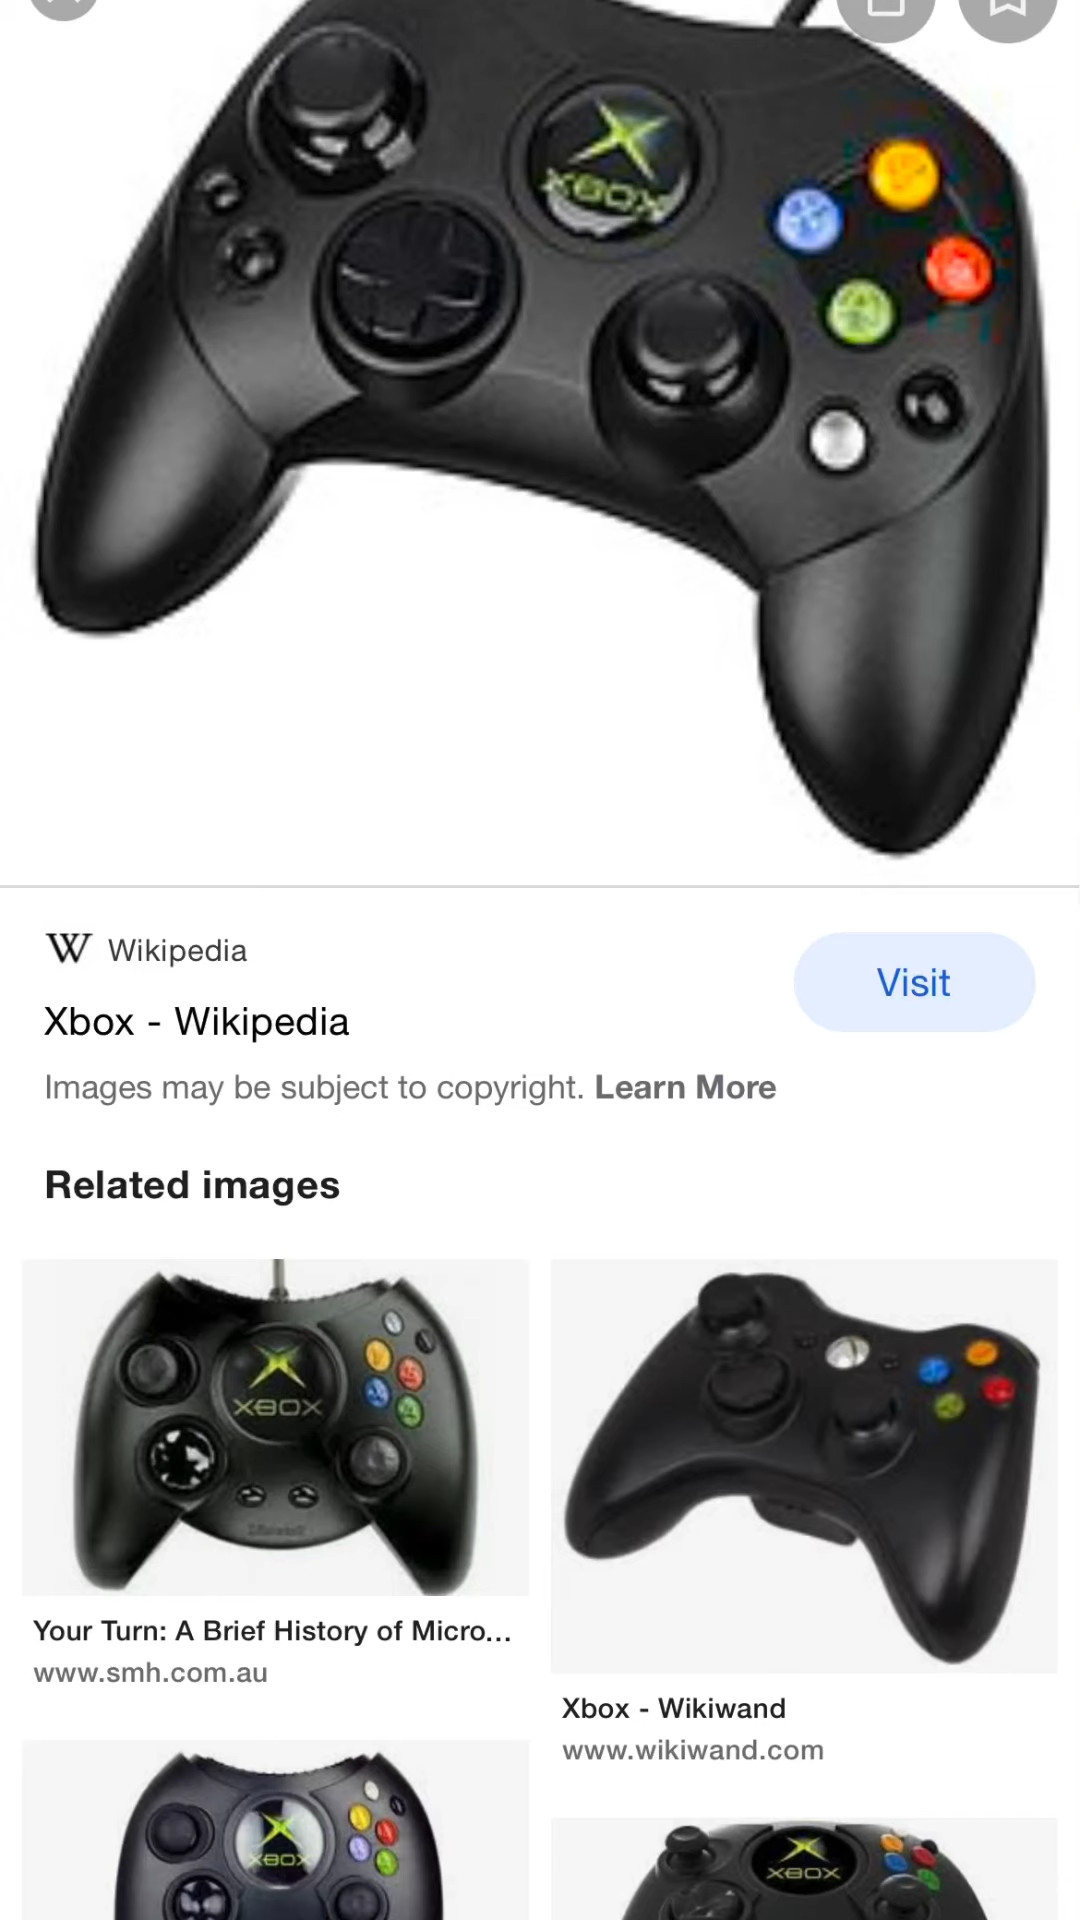 XBOX
W Wikipedia
Visit
Xbox - Wikipedia
Images may be subject to copyright. Learn More
Related images
XBOX
Your Turn: A Brief History of Micro...
www.smh.com.au
Xbox - Wikiwand
www.wikiwand.com
XBOX
XBOX